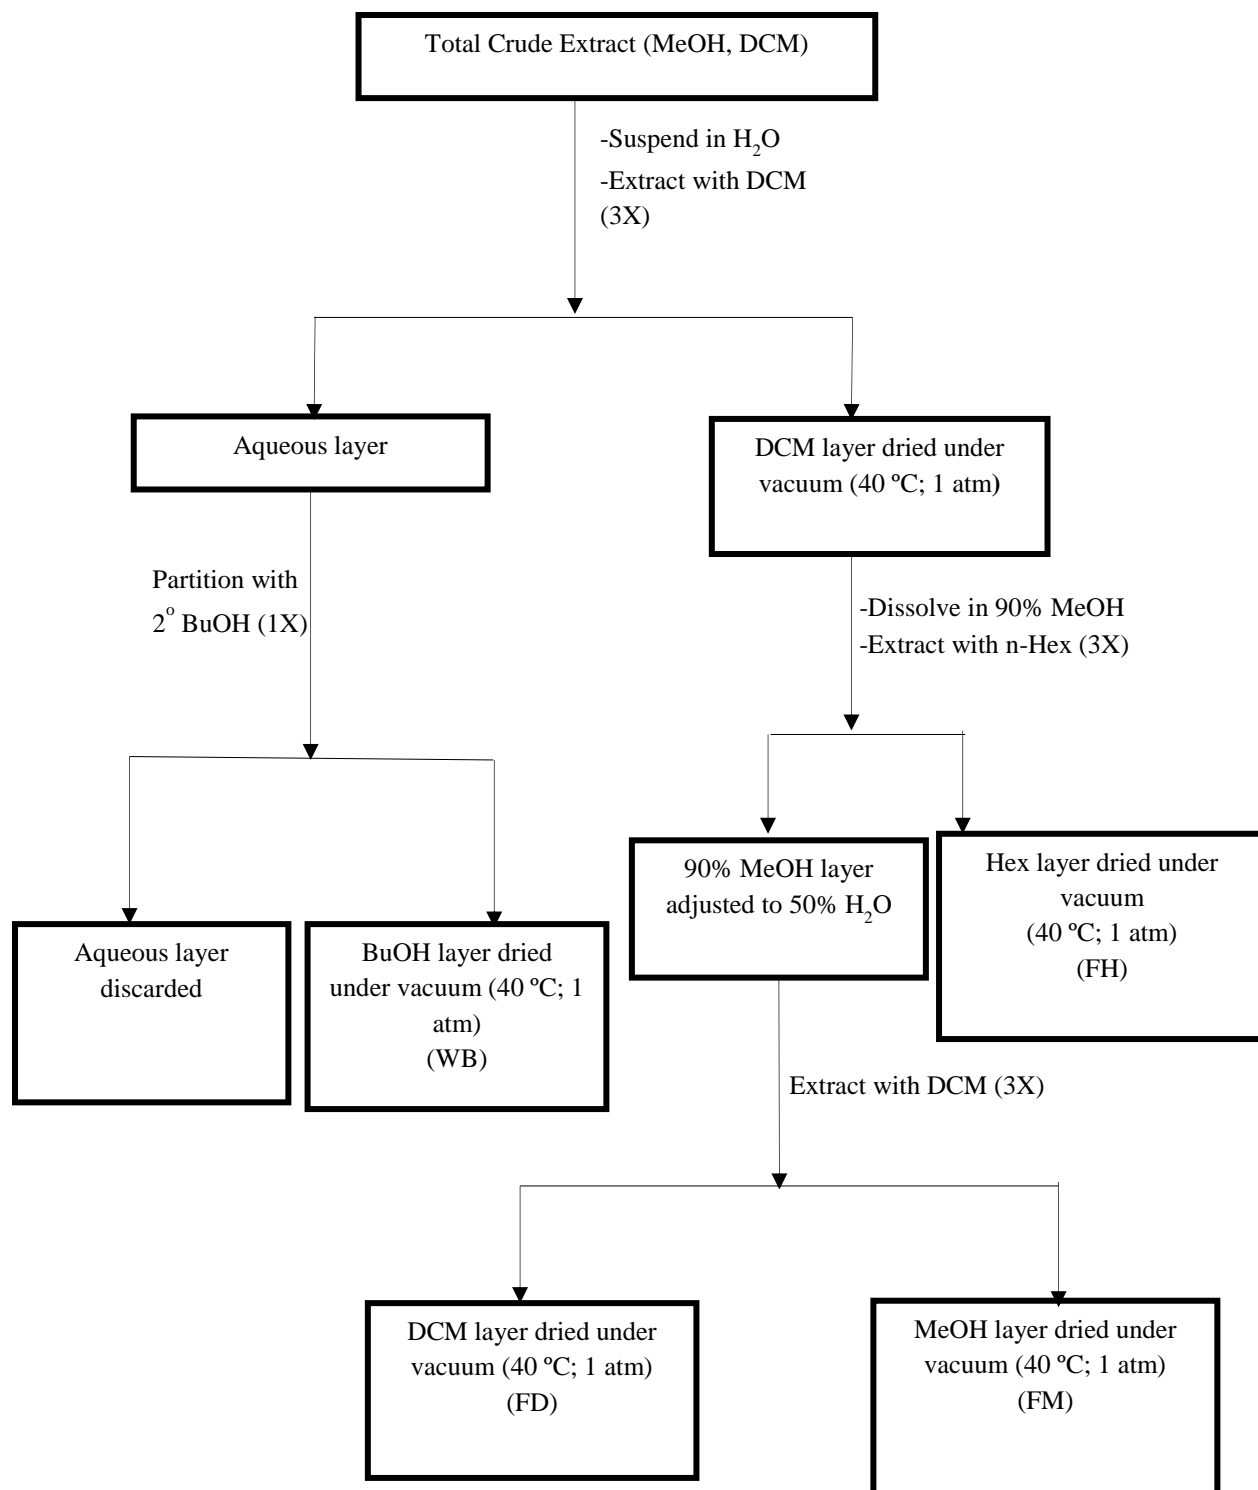 Total Crude Extract (MeOH, DCM)
-Suspend in H₂O
-Extract with DCM
(3X)
Aqueous layer
DCM layer dried under
vacuum (40 ºC; 1 atm)
Partition with
2° BuOH (1X)
-Dissolve in 90% MeOH
-Extract with n-Hex (3X)
90% MeOH layer
adjusted to 50% H₂O
Hex layer dried under
vacuum
(40 ºC; 1 atm)
(FH)
Aqueous layer
discarded
BuOH layer dried
under vacuum (40 ºC; 1
atm)
(WB)
Extract with DCM (3X)
DCM layer dried under
vacuum (40 ºC; 1 atm)
(FD)
MeOH layer dried under
vacuum (40 ºC; 1 atm)
(FM)